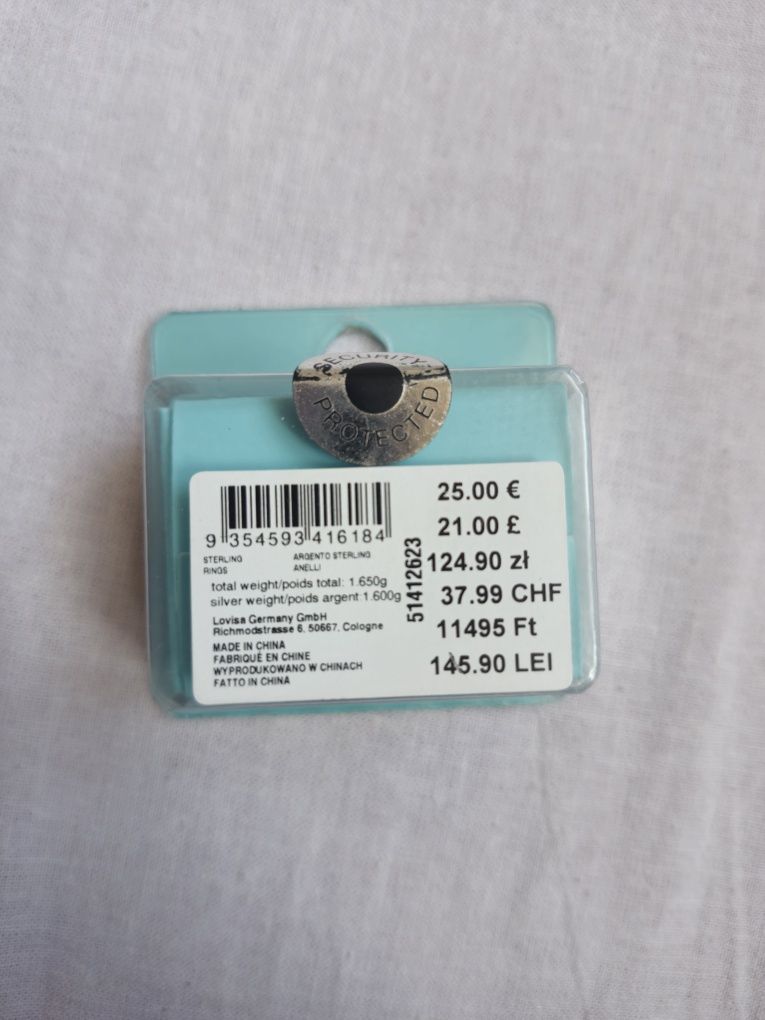 SECURITY
PROTECTED
9 354593 416184
STERLING
RINGS
ARGENTO STERLING
ANELLI
total weight/poids total: 1.650g
silver weight/poids argent:1.600g
Lovisa Germany GmbH
Richmodstrasse 6, 50667, Cologne
MADE IN CHINA
FABRIQUÉ EN CHINE
WYPRODUKOWANO W CHINACH
FATTO IN CHINA
51412623
25.00 €
21.00 £
124.90 zł
37.99 CHF
11495 Ft
145.90 LEI